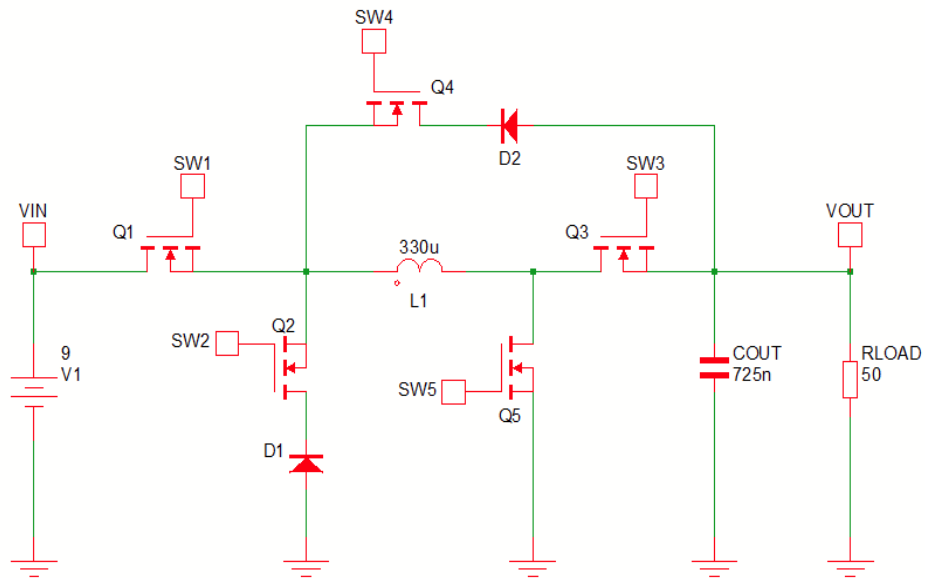 SW4
Q4
D2
SW1
SW3
VIN
Q1
330u
Q3
VOUT
L1
SW2
Q2
9
V1
SW5
Q5
COUT
725n
RLOAD
50
D1